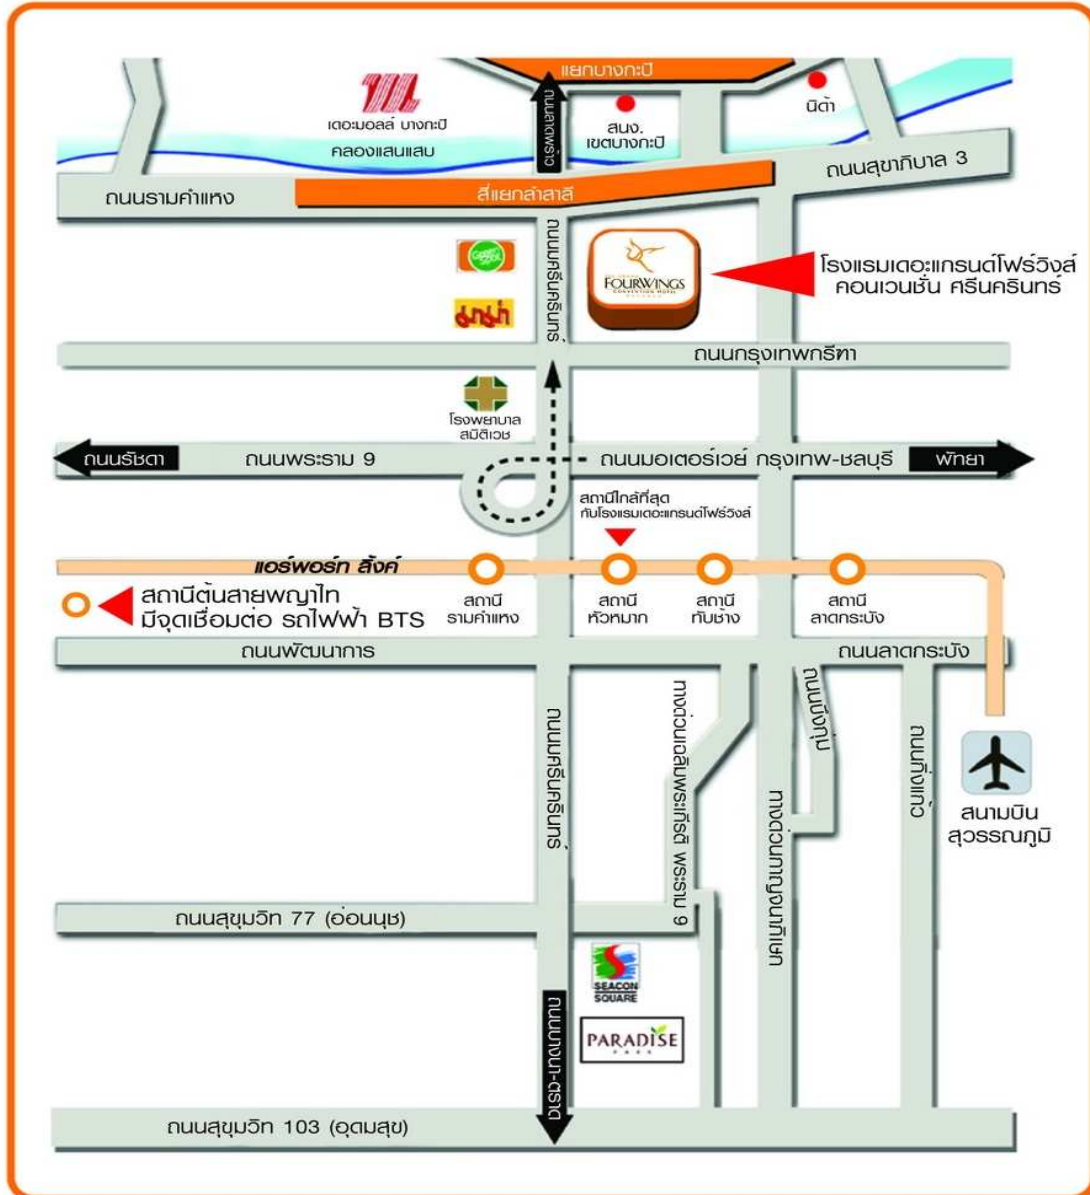 แยกบางกะปิ
เดอะมอลล์ บางกะปิ
ถนนลาดพร้าว
สนง.
เขตบางกะปิ
นิด้า
คลองแสนแสบ
ถนนสุขาภิบาล 3
ถนนรามคำแหง
สี่แยกลำสาลี
Green Spot
ถนนศรีนครินทร์
FOURWINGS
CONVENTION HOTEL
โรงแรมเดอะแกรนด์โฟร์วิงส์
คอนเวนชั่น ศรีนครินทร์
ถนนกรุงเทพกรีฑา
โรงพยาบาล
สมิติเวช
ถนนรัชดา
ถนนพระราม 9
ถนนมอเตอร์เวย์ กรุงเทพ-ชลบุรี
พัทยา
สถานีใกล้ที่สุด
กับโรงแรมเดอะแกรนด์โฟร์วิงส์
แอร์พอร์ท ลิ้งค์
สถานีต้นสายพญาไท
มีจุดเชื่อมต่อ รถไฟฟ้า BTS
สถานี
รามคำแหง
สถานี
หัวหมาก
สถานี
ทับช้าง
สถานี
ลาดกระบัง
ถนนพัฒนาการ
ถนนลาดกระบัง
ถนนศรีนครินทร์
ทางด่วนเฉลิมพระเกียรติ พระราม 9
ทางด่วนกาญจนาภิเษก
ถนนบึงกุ่ม
ถนนกิ่งแก้ว
สนามบิน
สุวรรณภูมิ
ถนนสุขุมวิท 77 (อ่อนนุช)
SEACON
SQUARE
PARADISE
PARK
ถนนบางนา-ตราด
ถนนสุขุมวิท 103 (อุดมสุข)